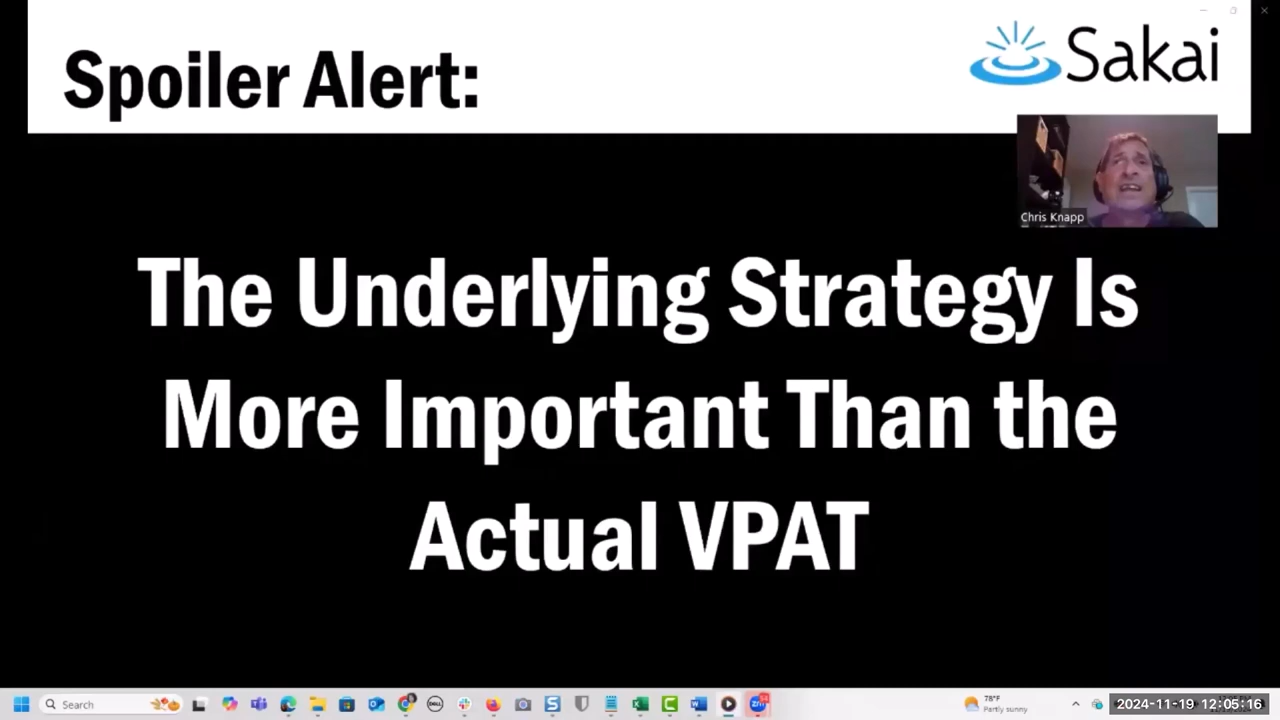 Spoiler Alert:
Sakai
Chris Knapp
The Underlying Strategy Is
More Important Than the
Actual VPAT
Search
78°F
Partly sunny
2024-11-19 12:05:16